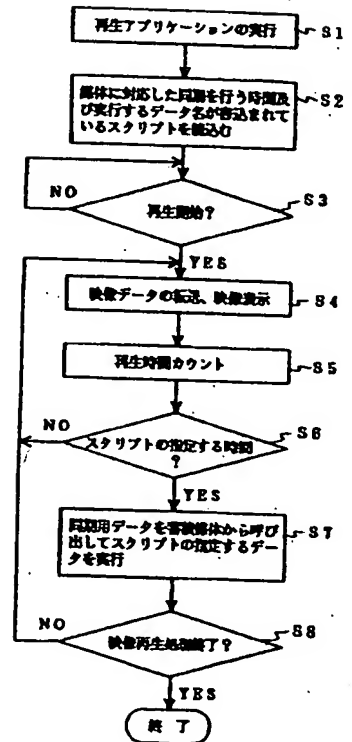 再生アプリケーションの実行
S1
媒体に対応した同期を行う時間及
び実行するデータ名が書込まれて
いるスクリプトを読込む
S2
NO
再生開始?
S3
YES
映像データの転送、映像表示
S4
再生時間カウント
S5
NO
スクリプトの指定する時間
?
S6
YES
同期用データを蓄積媒体から呼び
出してスクリプトの指定するデー
タを実行
S7
NO
映像再生処理終了?
S8
YES
終了